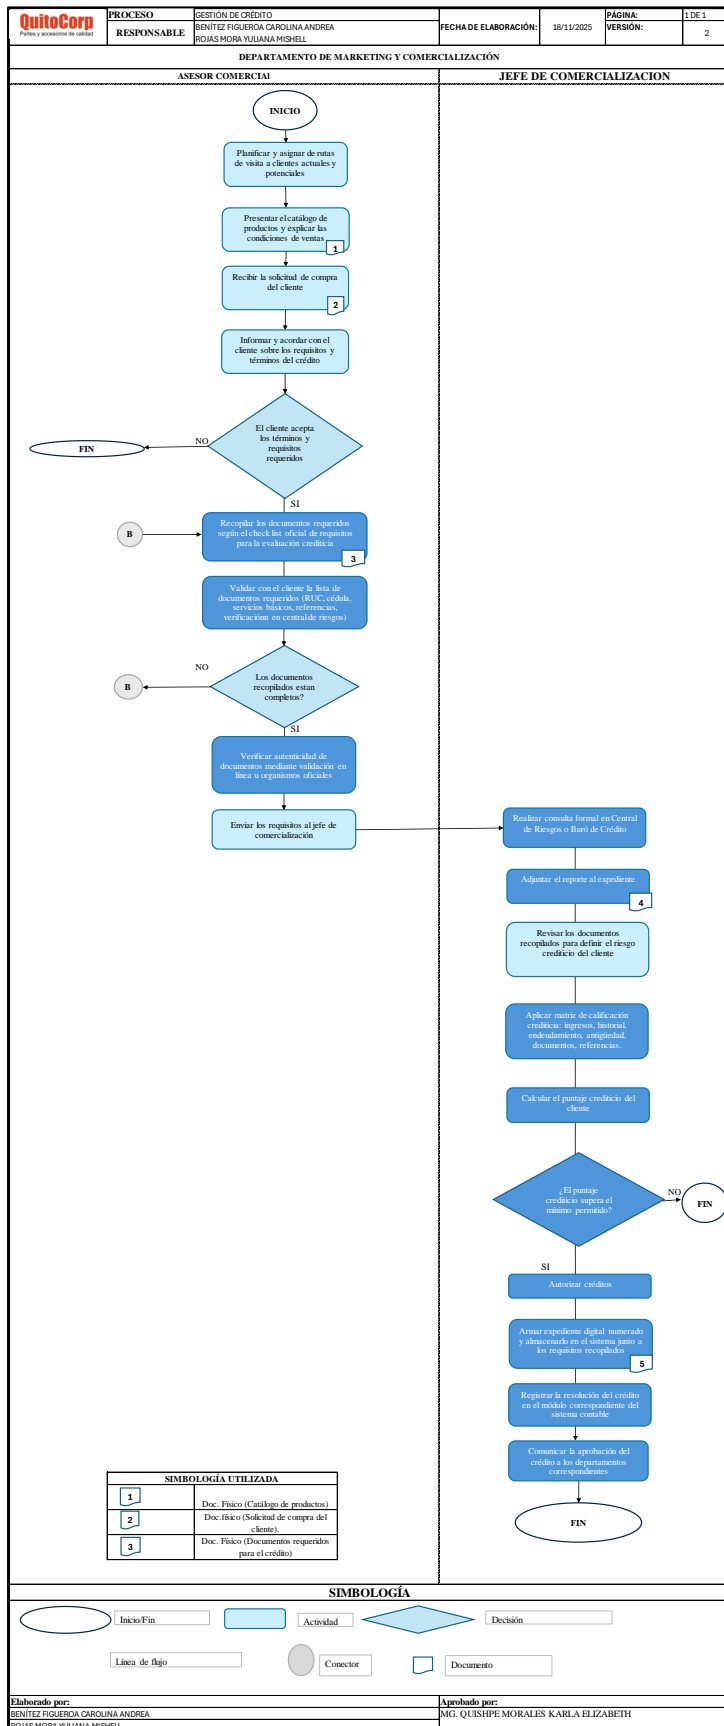 QuitoCorp
Partes y accesorios de calidad
PROCESO
GESTIÓN DE CRÉDITO
PÁGINA:
1 DE 1
RESPONSABLE
BENÍTEZ FIGUEROA CAROLINA ANDREA
ROJAS MORA YULIANA MISHELL
FECHA DE ELABORACIÓN:
18/11/2025
VERSIÓN:
2
DEPARTAMENTO DE MARKETING Y COMERCIALIZACIÓN
ASESOR COMERCIAl
JEFE DE COMERCIALIZACION
INICIO
Planificar y asignar de rutas
de visita a clientes actuales y
potenciales
Presentar el catálogo de
productos y explicar las
condiciones de ventas
1
Recibir la solicitud de compra
del cliente
2
Informar y acordar con el
cliente sobre los requisitos y
términos del crédito
El cliente acepta
los términos y
requisitos
requeridos
NO
FIN
SI
B
Recopilar los documentos requeridos
según el check list oficial de requisitos
para la evaluación crediticia
3
Validar con el cliente la lista de
documentos requeridos (RUC, cédula,
servicios básicos, referencias,
verificaciónn en central de riesgos)
NO
B
Los documentos
recopilados estan
completos?
SI
Verificar autenticidad de
documentos mediante validación en
línea u organismos oficiales
Enviar los requisitos al jefe de
comercialización
Realizar consulta formal en Central
de Riesgos o Buró de Crédito
Adjuntar el reporte al expediente
4
Revisar los documentos
recopilados para definir el riesgo
crediticio del cliente
Aplicar matriz de calificación
crediticia: ingresos, historial,
endeudamiento, antigüedad,
documentos, referencias.
Calcular el puntaje crediticio del
cliente
¿El puntaje
crediticio supera el
mínimo permitido?
NO
FIN
SI
Autorizar créditos
Armar expediente digital numerado
y almacenarlo en el sistema junto a
los requisitos recopilados
5
Registrar la resolución del crédito
en el módulo correspondiente del
sistema contable
Comunicar la aprobación del
crédito a los departamentos
correspondientes
FIN
SIMBOLOGÍA UTILIZADA
1
Doc. Físico (Catálogo de productos)
2
Doc.físico (Solicitud de compra del
cliente).
3
Doc. Físico (Documentos requeridos
para el crédito)
SIMBOLOGÍA
Inicio/Fin
Actividad
Decisión
Línea de flujo
Conector
Documento
Elaborado por:
BENÍTEZ FIGUEROA CAROLINA ANDREA
ROJAS MORA YULIANA MISHELL
Aprobado por:
MG. QUISHPE MORALES KARLA ELIZABETH